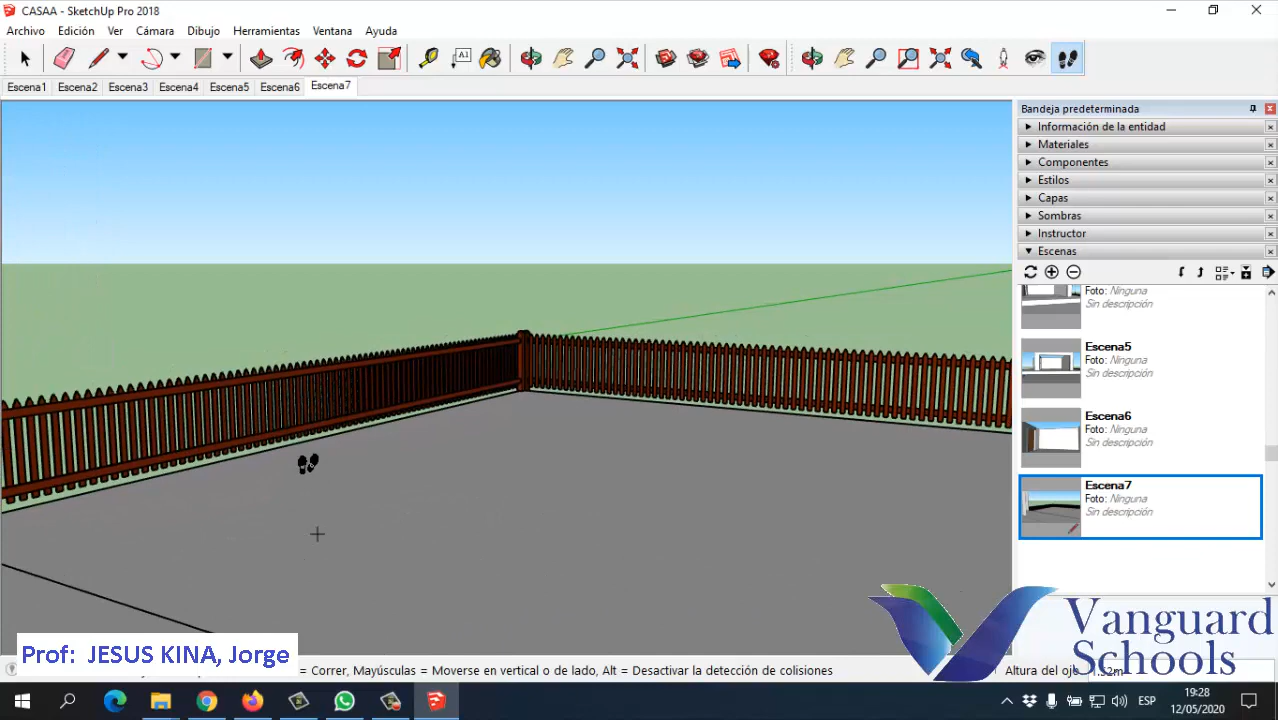 CASAA - SketchUp Pro 2018
Archivo Edición Ver Cámara Dibujo Herramientas Ventana Ayuda
A1
Escena1 Escena2 Escena3 Escena4 Escena5 Escena6 Escena7
Bandeja predeterminada
Información de la entidad
Materiales
Componentes
Estilos
Capas
Sombras
Instructor
Escenas
Foto: Ninguna
Sin descripción
Escena5
Foto: Ninguna
Sin descripción
Escena6
Foto: Ninguna
Sin descripción
Escena7
Foto: Ninguna
Sin descripción
Vanguard
Schools
Prof: JESUS KINA, Jorge
= Correr, Mayúsculas = Moverse en vertical o de lado, Alt = Desactivar la detección de colisiones
Altura del ojo
ESP
19:28
12/05/2020